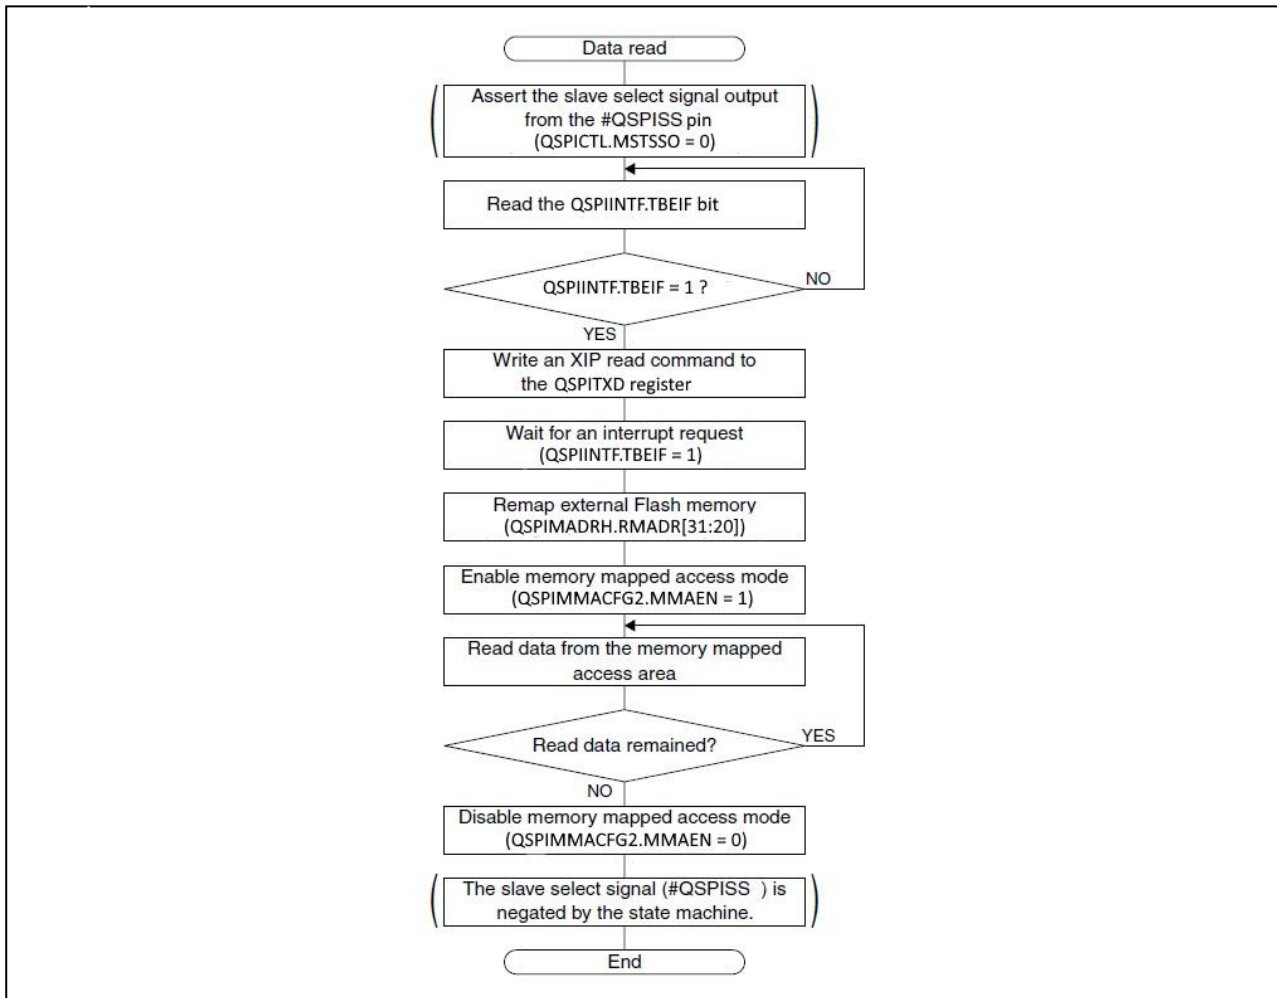 Data read
Assert the slave select signal output
from the #QSPISS pin
(QSPICTL.MSTSSO = 0)
Read the QSPIINTF.TBEIF bit
QSPIINTF.TBEIF = 1 ?
NO
YES
Write an XIP read command to
the QSPITXD register
Wait for an interrupt request
(QSPIINTF.TBEIF = 1)
Remap external Flash memory
(QSPIMADRH.RMADR[31:20])
Enable memory mapped access mode
(QSPIMMACFG2.MMAEN = 1)
Read data from the memory mapped
access area
Read data remained?
YES
NO
Disable memory mapped access mode
(QSPIMMACFG2.MMAEN = 0)
The slave select signal (#QSPISS ) is
negated by the state machine.
End